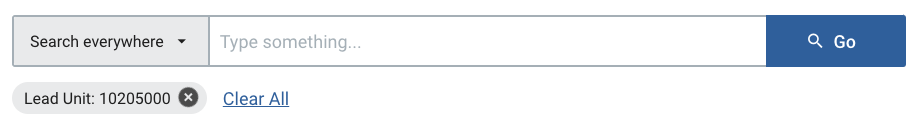 Search everywhere Type something... Go
Lead Unit: 10205000 Clear All